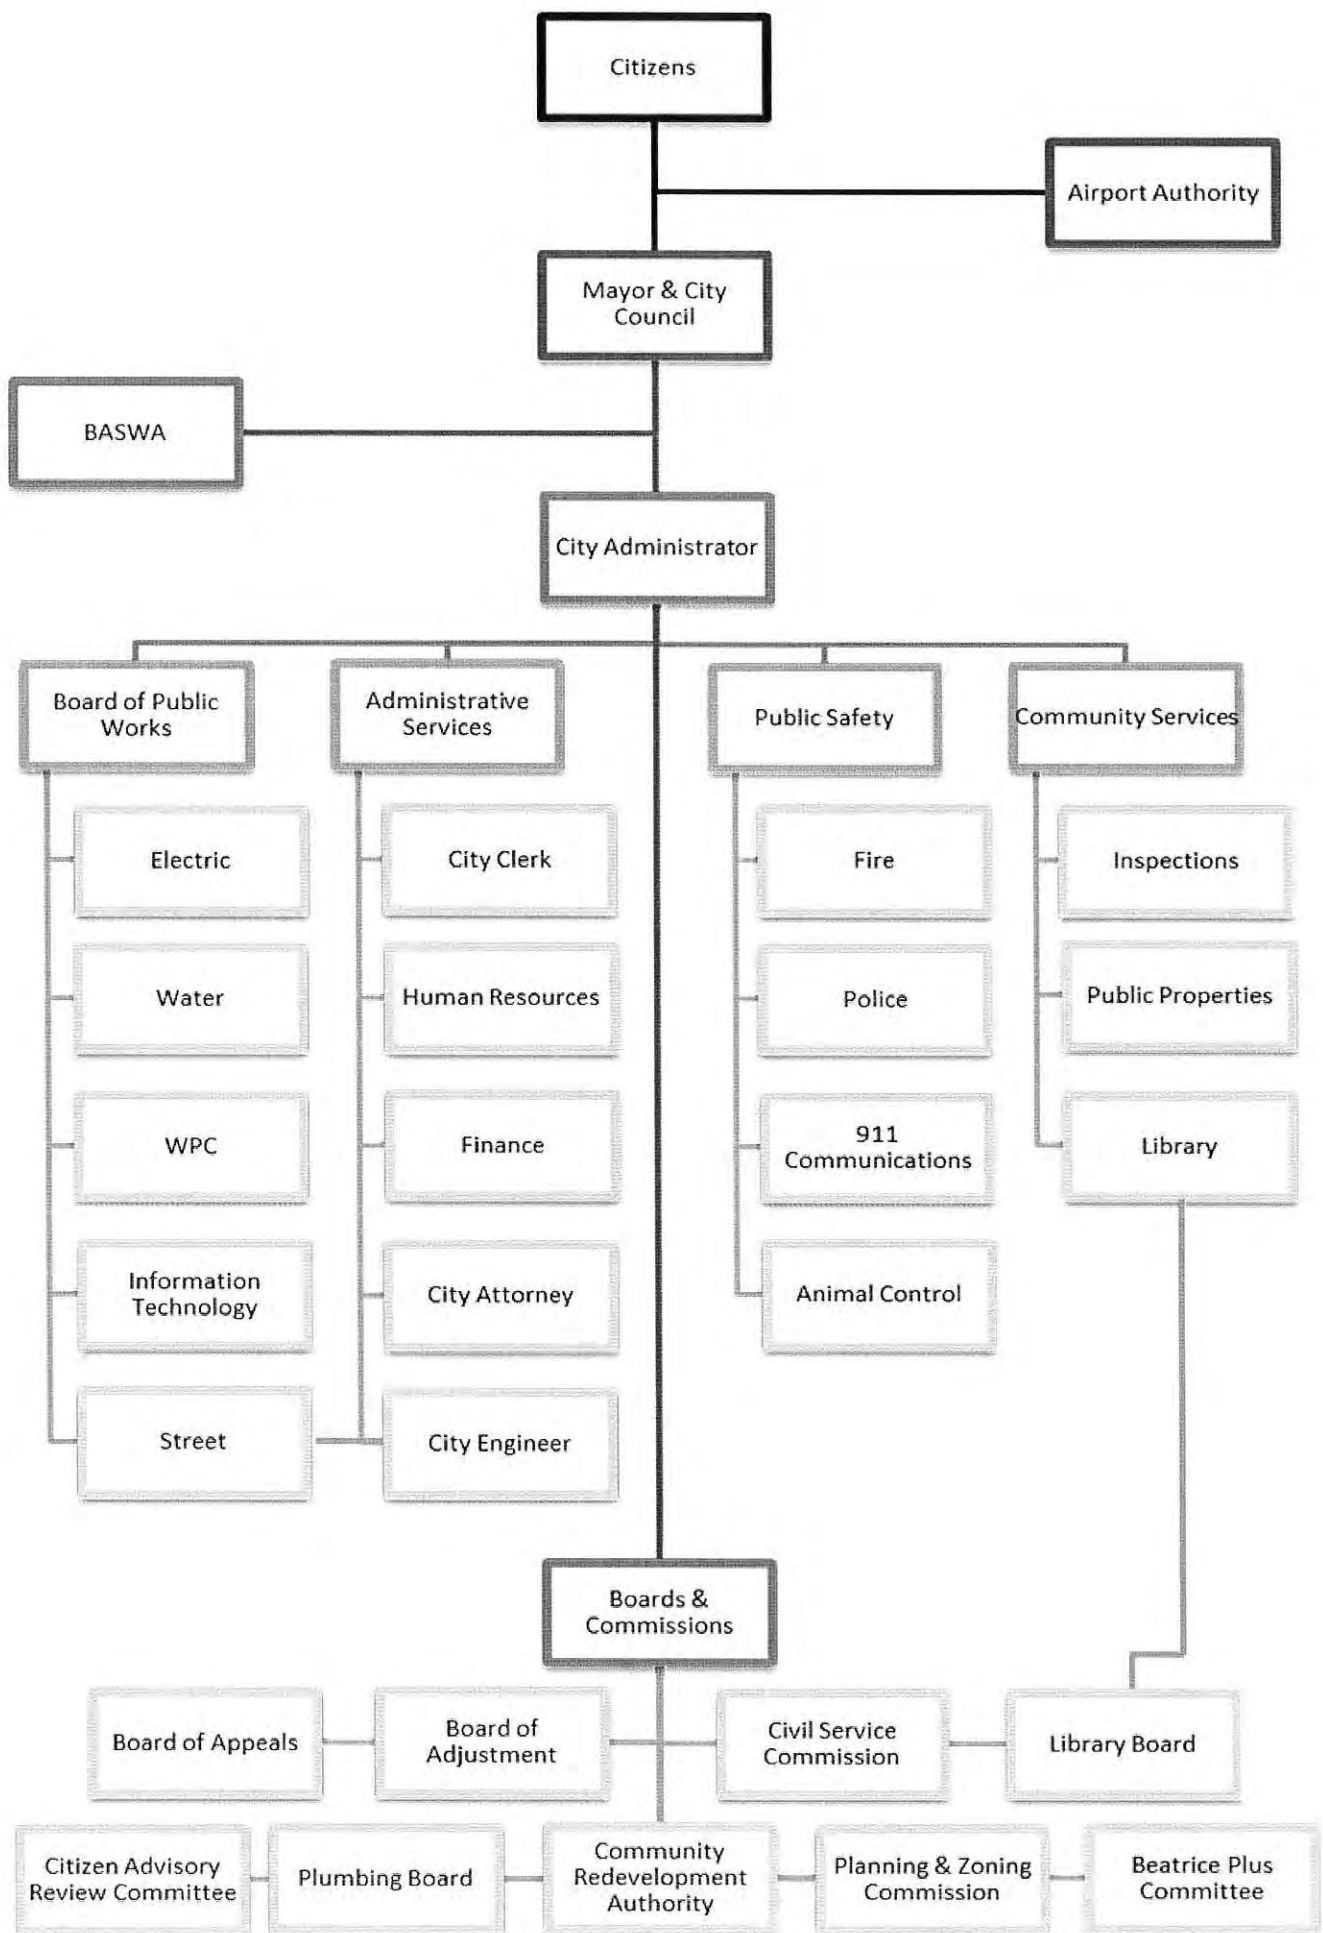 Citizens
Airport Authority
Mayor & City
Council
BASWA
City Administrator
Board of Public
Works
Administrative
Services
Public Safety
Community Services
Electric
City Clerk
Fire
Inspections
Water
Human Resources
Police
Public Properties
WPC
Finance
911
Communications
Library
Information
Technology
City Attorney
Animal Control
Street
City Engineer
Boards &
Commissions
Board of Appeals
Board of
Adjustment
Civil Service
Commission
Library Board
Citizen Advisory
Review Committee
Plumbing Board
Community
Redevelopment
Authority
Planning & Zoning
Commission
Beatrice Plus
Committee